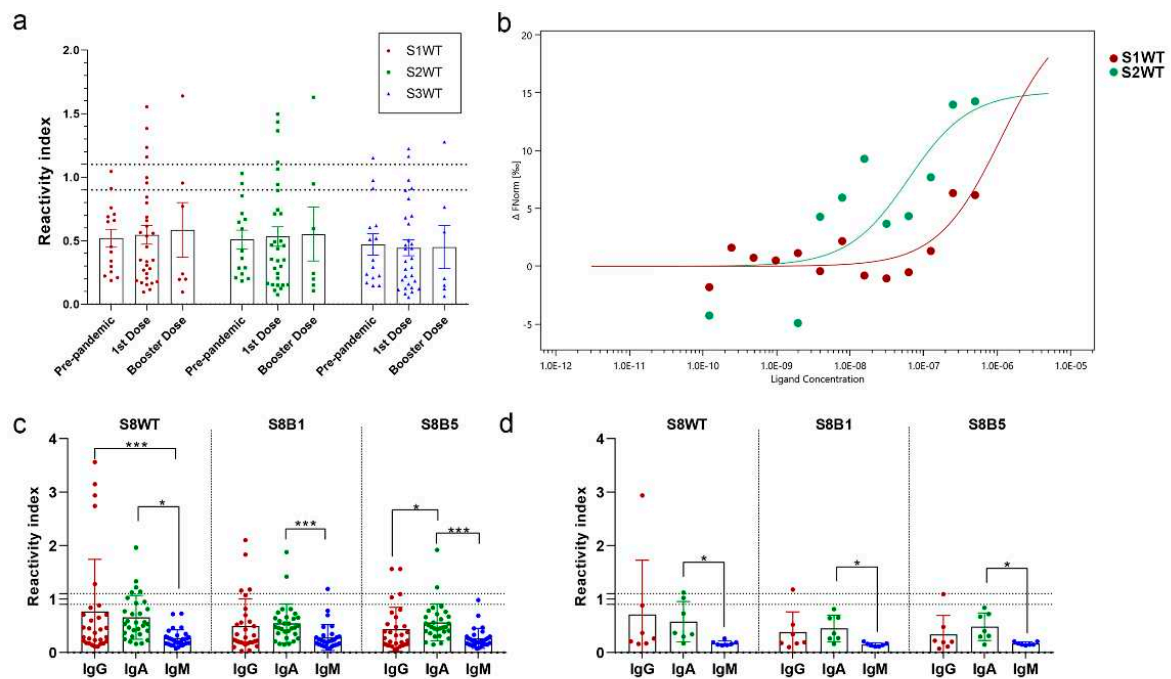 a
S1WT
S2WT
S3WT
2.0
1.5
1.0
0.5
0.0
Reactivity index
Pre-pandemic
1st Dose
Booster Dose
Pre-pandemic
1st Dose
Booster Dose
Pre-pandemic
1st Dose
Booster Dose
b
20
15
10
5
0
-5
Δ FNorm [‰]
1.0E-12
1.0E-11
1.0E-10
1.0E-09
1.0E-08
1.0E-07
1.0E-06
1.0E-05
Ligand Concentration
S1WT
S2WT
c
S8WT
S8B1
S8B5
4
3
2
1
1
0
Reactivity index
***
*
***
*
***
IgG
IgA
IgM
IgG
IgA
IgM
IgG
IgA
IgM
d
S8WT
S8B1
S8B5
4
3
2
1
1
0
Reactivity index
*
*
*
IgG
IgA
IgM
IgG
IgA
IgM
IgG
IgA
IgM